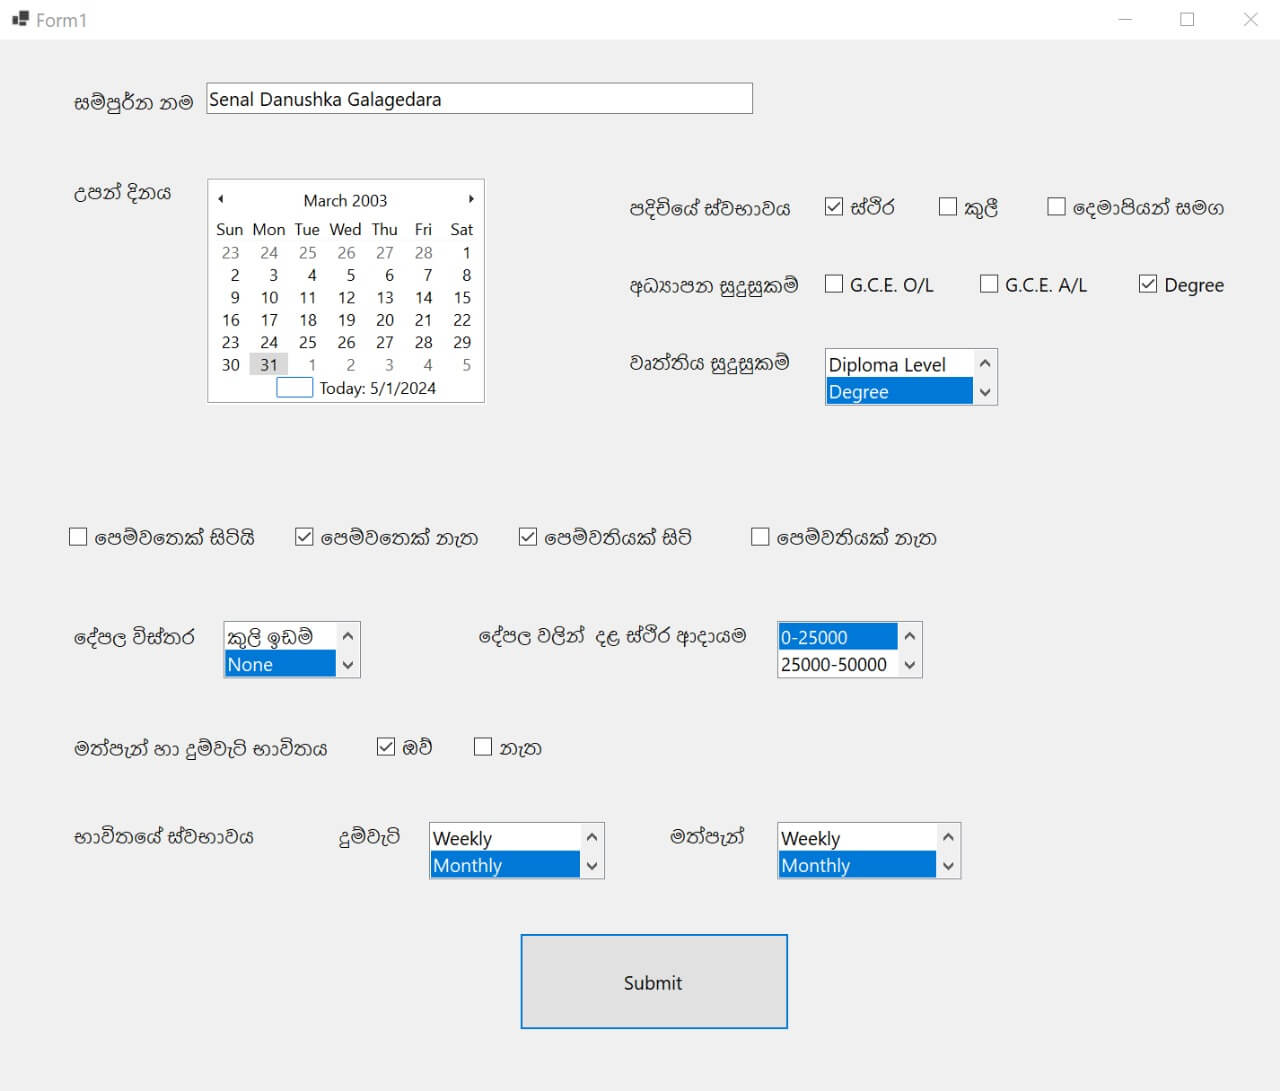 Form1
සම්පුර්න නම Senal Danushka Galagedara
උපන් දිනය
March 2003
Sun Mon Tue Wed Thu Fri Sat
23 24 25 26 27 28 1
2 3 4 5 6 7 8
9 10 11 12 13 14 15
16 17 18 19 20 21 22
23 24 25 26 27 28 29
30 31 1 2 3 4 5
Today: 5/1/2024
පදිචියේ ස්වභාවය ස්ථිර කුලී දෙමාපියන් සමග
අධ්‍යාපන සුදුසුකම් G.C.E. O/L G.C.E. A/L Degree
වෘත්තිය සුදුසුකම් Diploma Level
Degree
පෙම්වතෙක් සිටියි පෙම්වතෙක් නැත පෙම්වතියක් සිටි පෙම්වතියක් නැත
දේපල විස්තර කුලි ඉඩම්
None
දේපල වලින් දළ ස්ථිර ආදායම 0-25000
25000-50000
මත්පැන් හා දුම්වැටි භාවිතය ඔව් නැත
භාවිතයේ ස්වභාවය දුම්වැටි Weekly
Monthly
මත්පැන් Weekly
Monthly
Submit